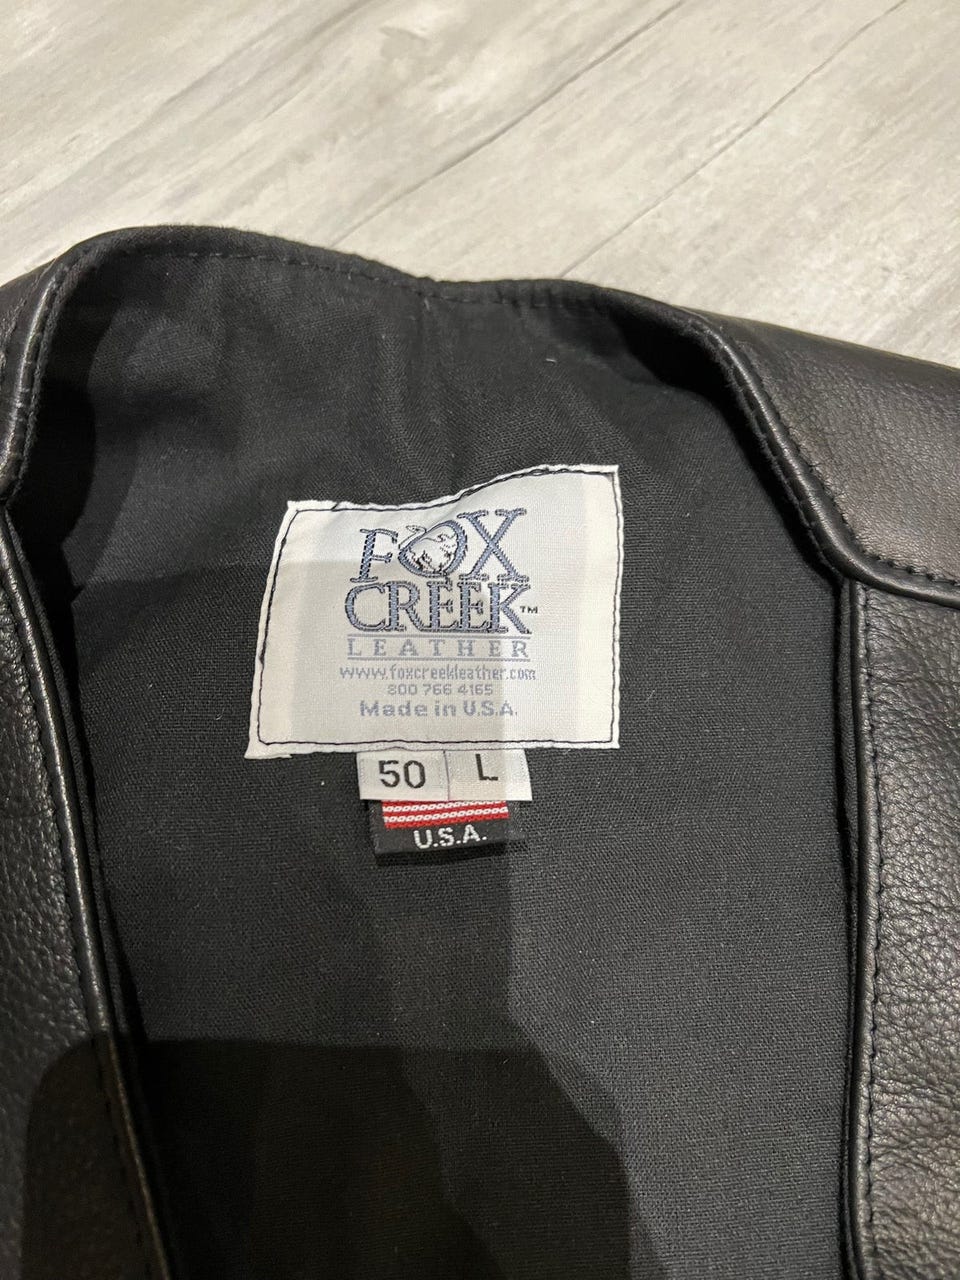 FOX
CREEK™
LEATHER
www.foxcreekleather.com
800 766 4165
Made in U.S.A.
50 L
U.S.A.